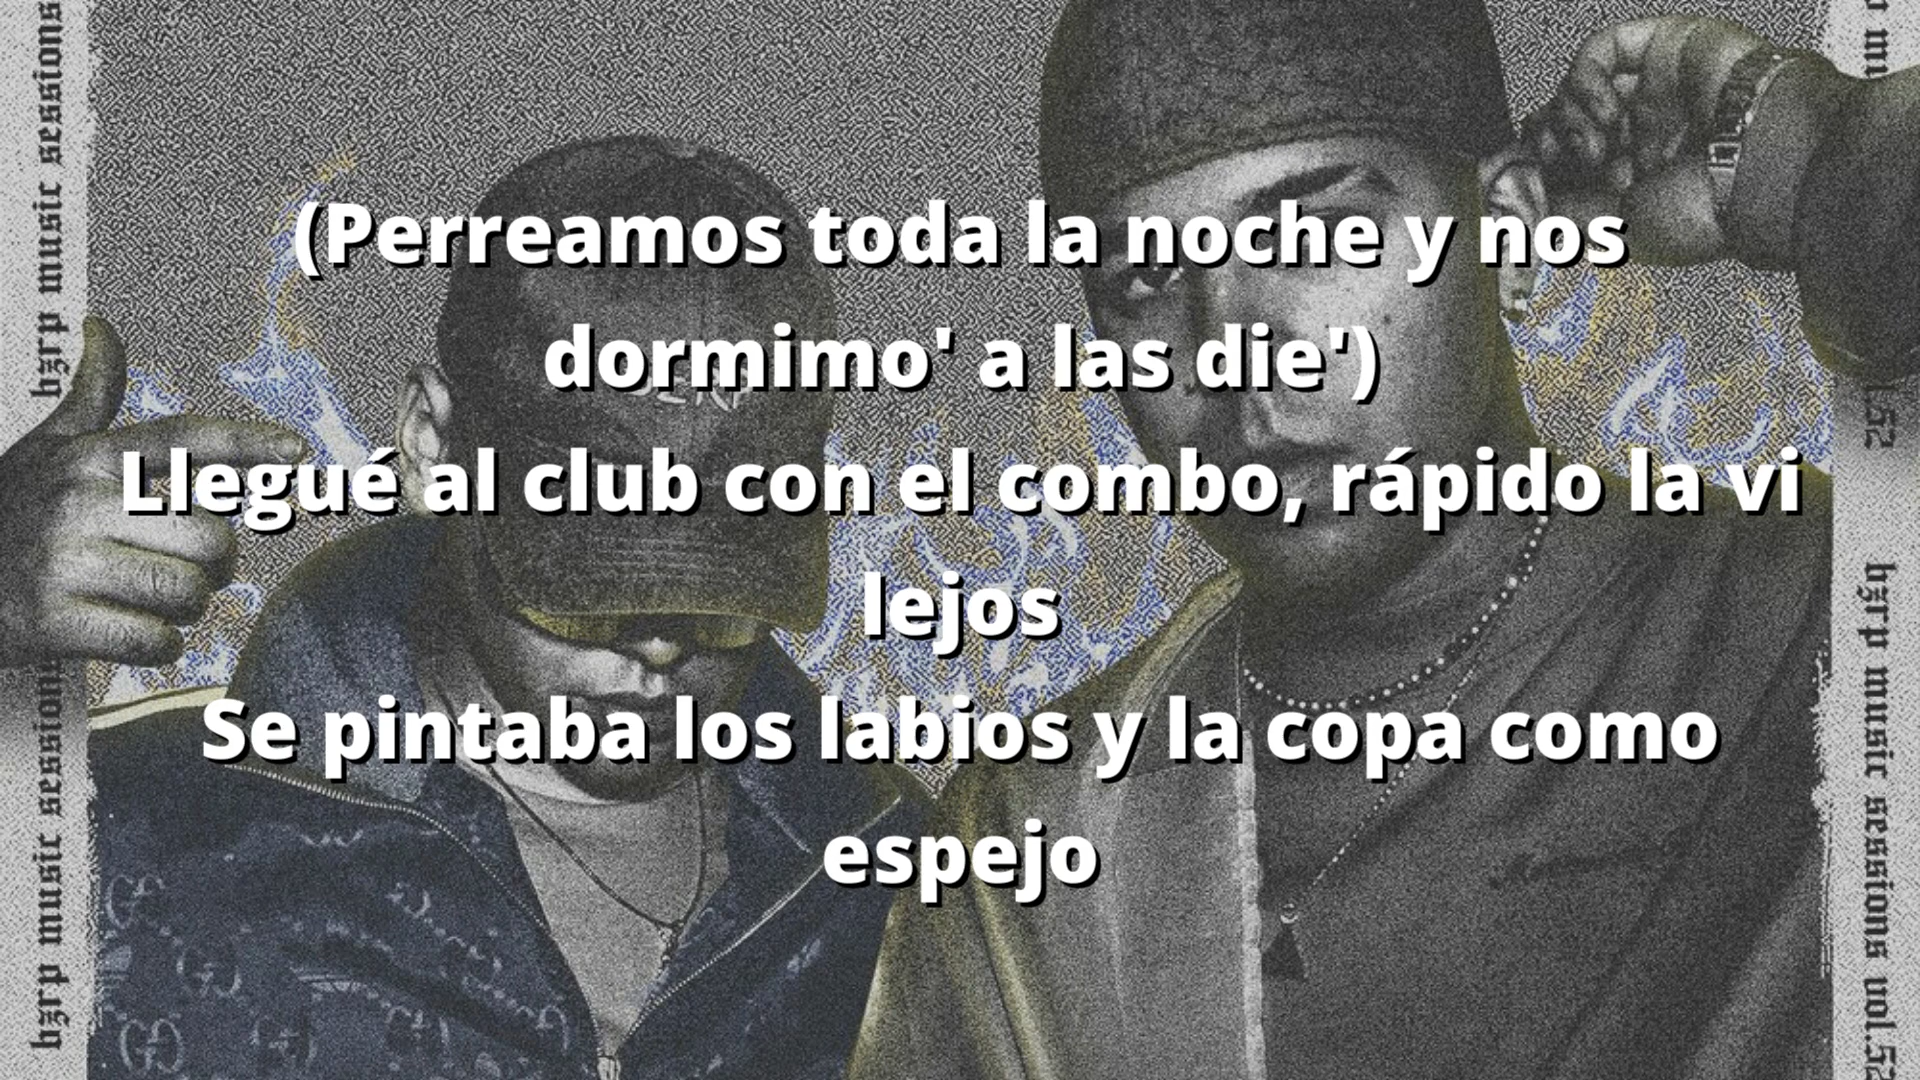 (Perreamos toda la noche y nos
dormimo' a las die')
Llegué al club con el combo, rápido la vi
lejos
Se pintaba los labios y la copa como
espejo
bzrp music sessions
bzrp music sessions
bzrp music sessions vol.52